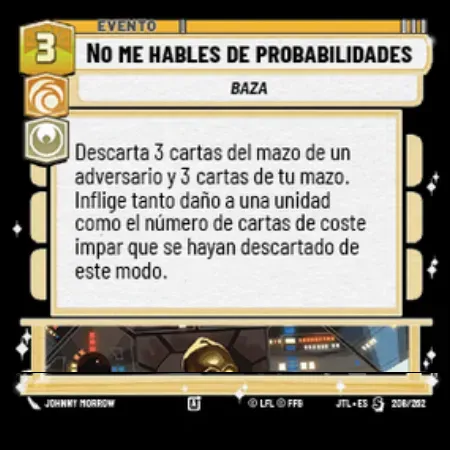 EVENTO
3
No me hables de probabilidades
BAZA
Descarta 3 cartas del mazo de un
adversario y 3 cartas de tu mazo.
Inflige tanto daño a una unidad
como el número de cartas de coste
impar que se hayan descartado de
este modo.
JOHNNY MORROW
© LFL © FFG
JTL • ES
208/262